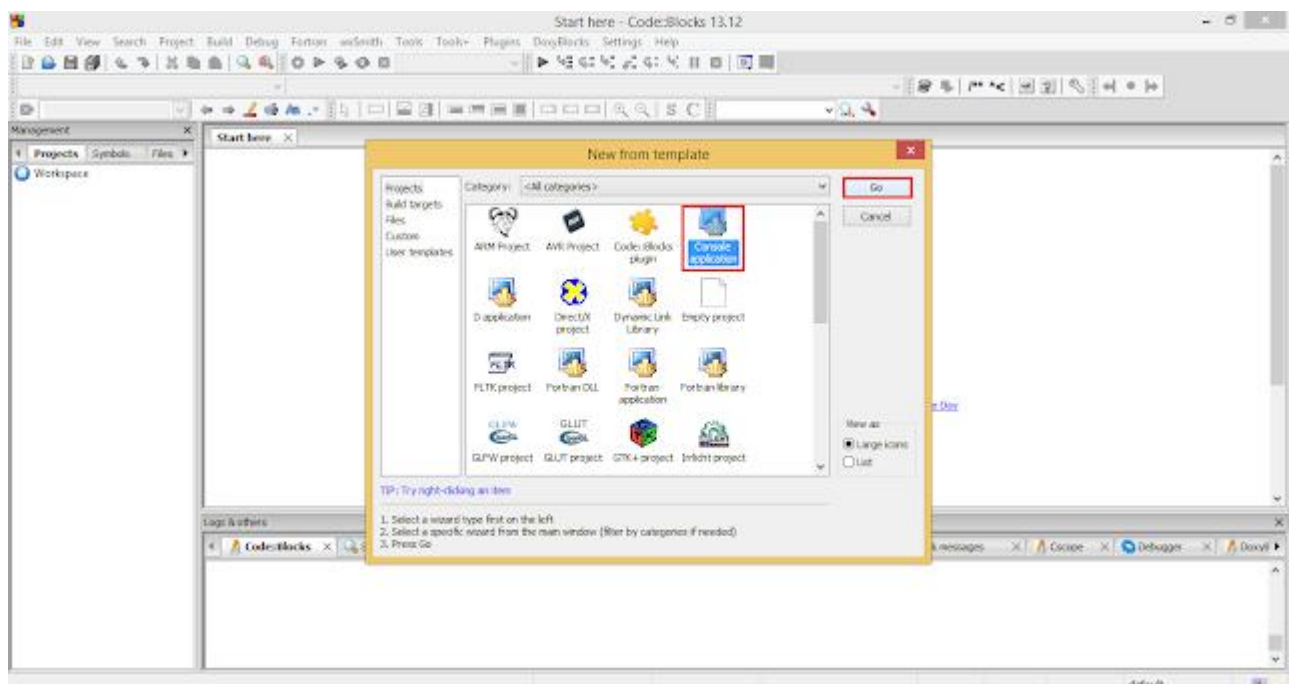 Start here - Code::Blocks 13.12
File Edit View Search Project Build Debug Fortran wxSmith Tools Tools+ Plugins DoxyBlocks Settings Help
S C
Management
Projects Symbols Files
Workspace
Start here
New from template
Projects
Build targets
Files
Custom
User templates
Category: <All categories>
Go
Cancel
ARM Project AVR Project Code::Blocks plugin Console application
D application DirectX project Dynamic Link Library Empty project
FLTK project Fortran DLL Fortran application Fortran library
GLFW project GLUT project GTK+ project Irrlicht project
View as
Large icons
List
TIP: Try right-clicking an item
1. Select a wizard type first on the left
2. Select a specific wizard from the main window (filter by categories if needed)
3. Press Go
Logs & others
Code::Blocks
messages Cscope Debugger
default